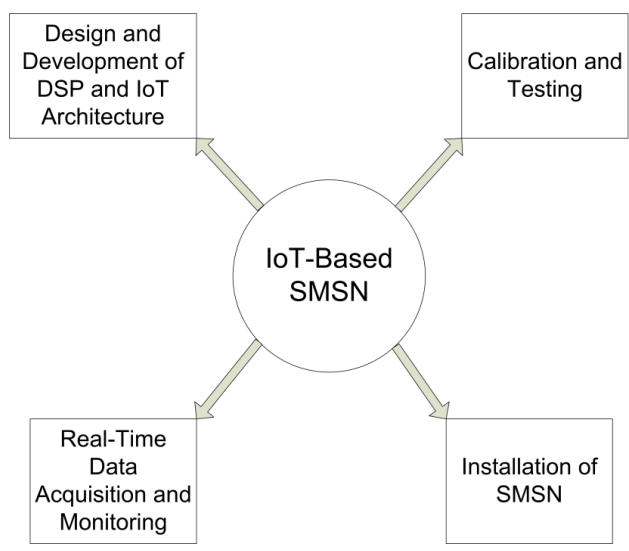 Design and
Development of
DSP and IoT
Architecture
Calibration and
Testing
IoT-Based
SMSN
Real-Time
Data
Acquisition and
Monitoring
Installation of
SMSN